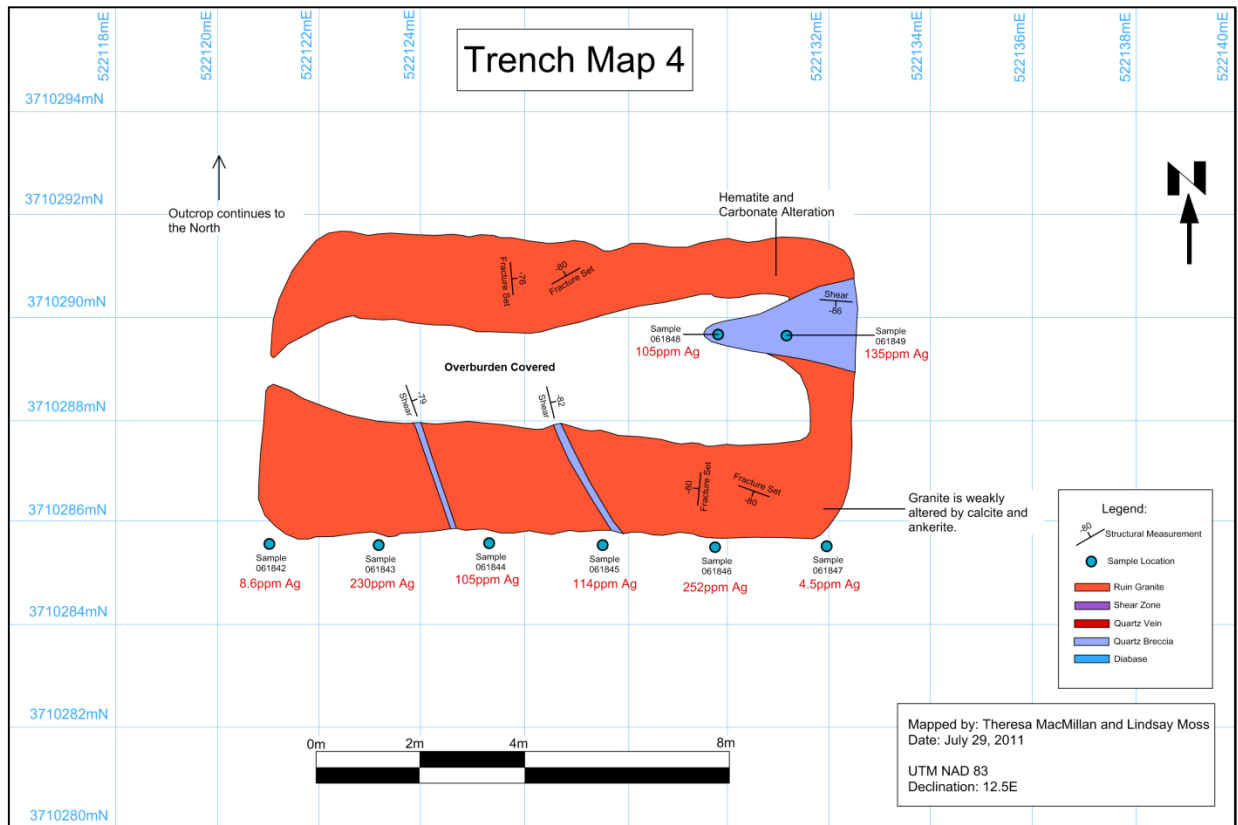 522118mE
522120mE
522122mE
522124mE
522132mE
522134mE
522136mE
522138mE
522140mE
Trench Map 4
3710294mN
3710292mN
3710290mN
3710288mN
3710286mN
3710284mN
3710282mN
3710280mN
N
Outcrop continues to
the North
Hematite and
Carbonate Alteration
-76
Fracture Set
-80
Fracture Set
Shear
-86
Sample
061848
105ppm Ag
Sample
061849
135ppm Ag
Overburden Covered
-79
Shear
-82
Shear
-80
Fracture Set
Fracture Set
-80
Granite is weakly
altered by calcite and
ankerite.
Sample
061842
8.6ppm Ag
Sample
061843
230ppm Ag
Sample
061844
105ppm Ag
Sample
061845
114ppm Ag
Sample
061846
252ppm Ag
Sample
061847
4.5ppm Ag
Legend:
-80
Structural Measurement
Sample Location
Ruin Granite
Shear Zone
Quartz Vein
Quartz Breccia
Diabase
0m
2m
4m
8m
Mapped by: Theresa MacMillan and Lindsay Moss
Date: July 29, 2011
UTM NAD 83
Declination: 12.5E